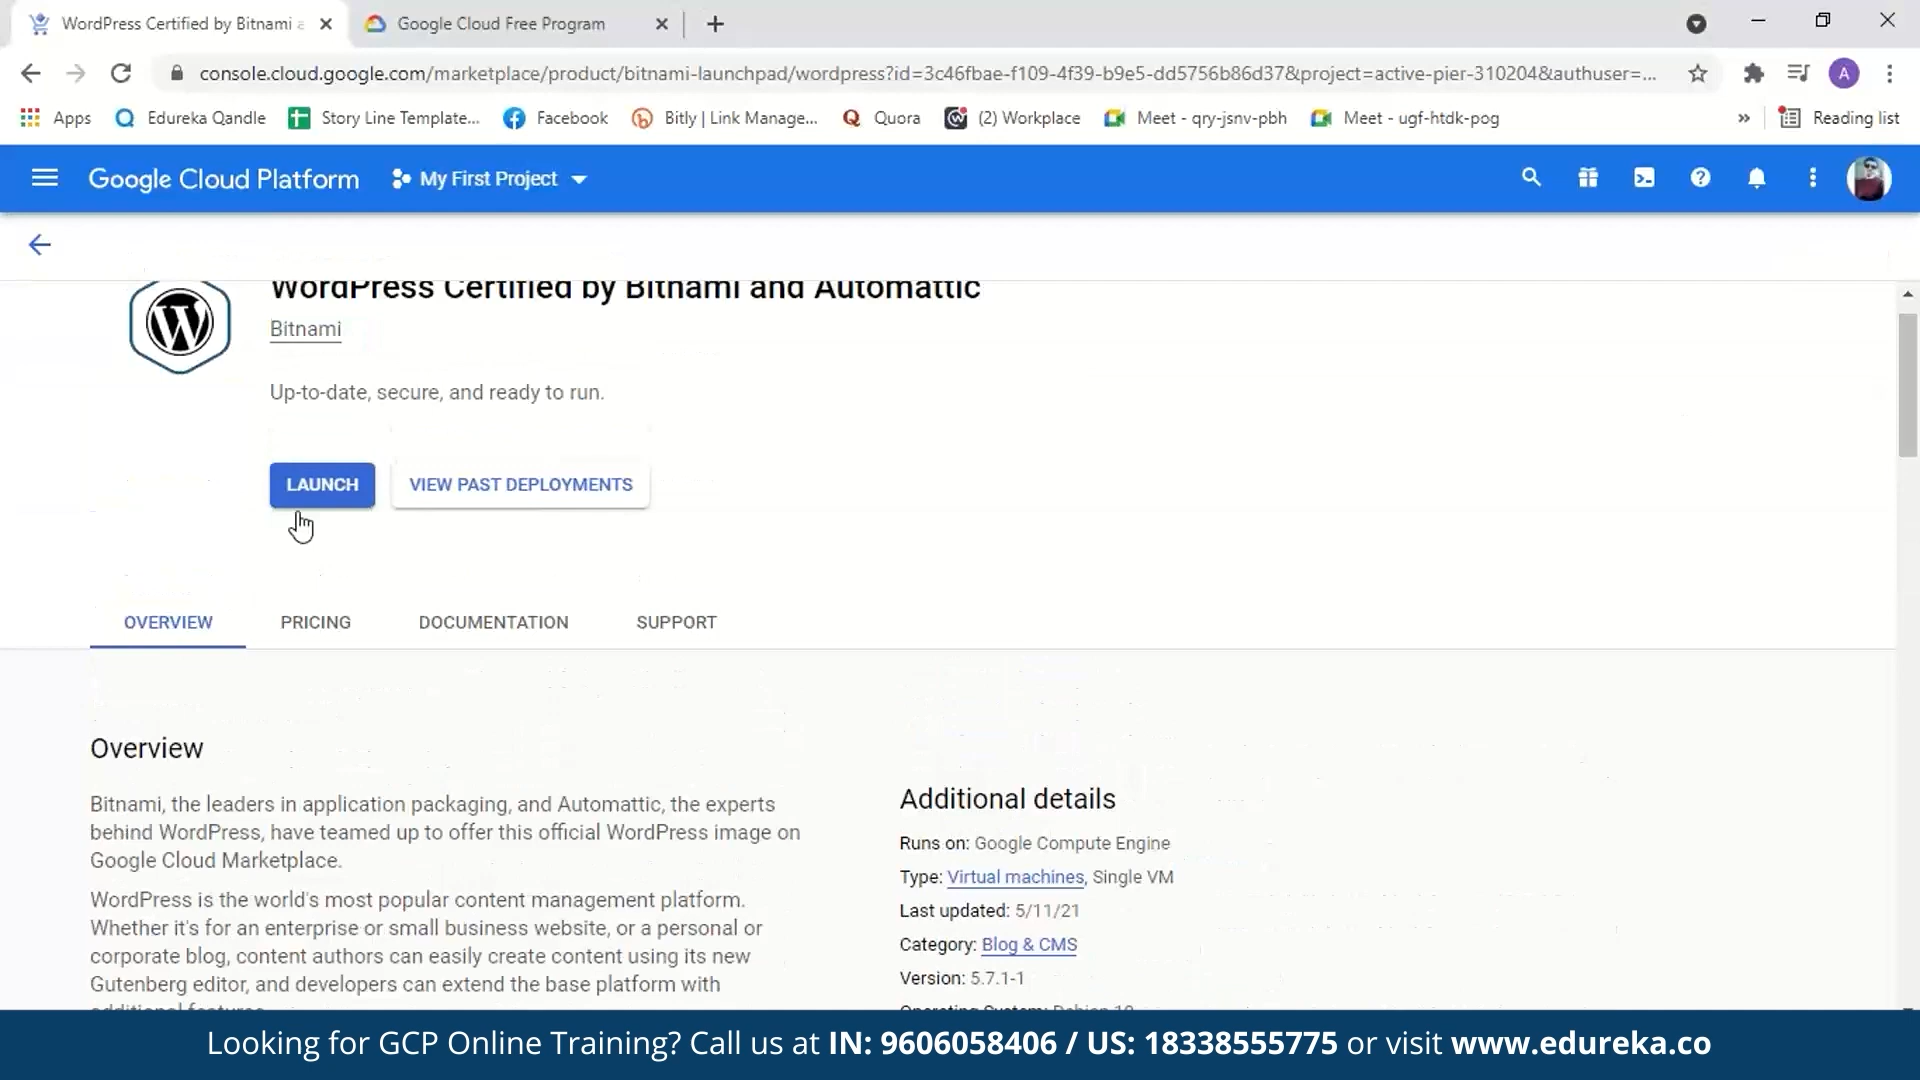 WordPress Certified by Bitnami a
Google Cloud Free Program
console.cloud.google.com/marketplace/product/bitnami-launchpad/wordpress?id=3c46fbae-f109-4f39-b9e5-dd5756b86d37&project=active-pier-310204&authuser=...
A
Apps
Edureka Qandle
Story Line Template...
Facebook
Bitly | Link Manage...
Quora
(2) Workplace
Meet - qry-jsnv-pbh
Meet - ugf-htdk-pog
»
Reading list
Google Cloud Platform
My First Project
WordPress Certified by Bitnami and Automattic
Bitnami
Up-to-date, secure, and ready to run.
LAUNCH
VIEW PAST DEPLOYMENTS
OVERVIEW
PRICING
DOCUMENTATION
SUPPORT
Overview
Bitnami, the leaders in application packaging, and Automattic, the experts
behind WordPress, have teamed up to offer this official WordPress image on
Google Cloud Marketplace.
WordPress is the world's most popular content management platform.
Whether it's for an enterprise or small business website, or a personal or
corporate blog, content authors can easily create content using its new
Gutenberg editor, and developers can extend the base platform with
additional features.
Additional details
Runs on: Google Compute Engine
Type: Virtual machines, Single VM
Last updated: 5/11/21
Category: Blog & CMS
Version: 5.7.1-1
Operating System: Debian 10
Looking for GCP Online Training? Call us at IN: 9606058406 / US: 18338555775 or visit www.edureka.co